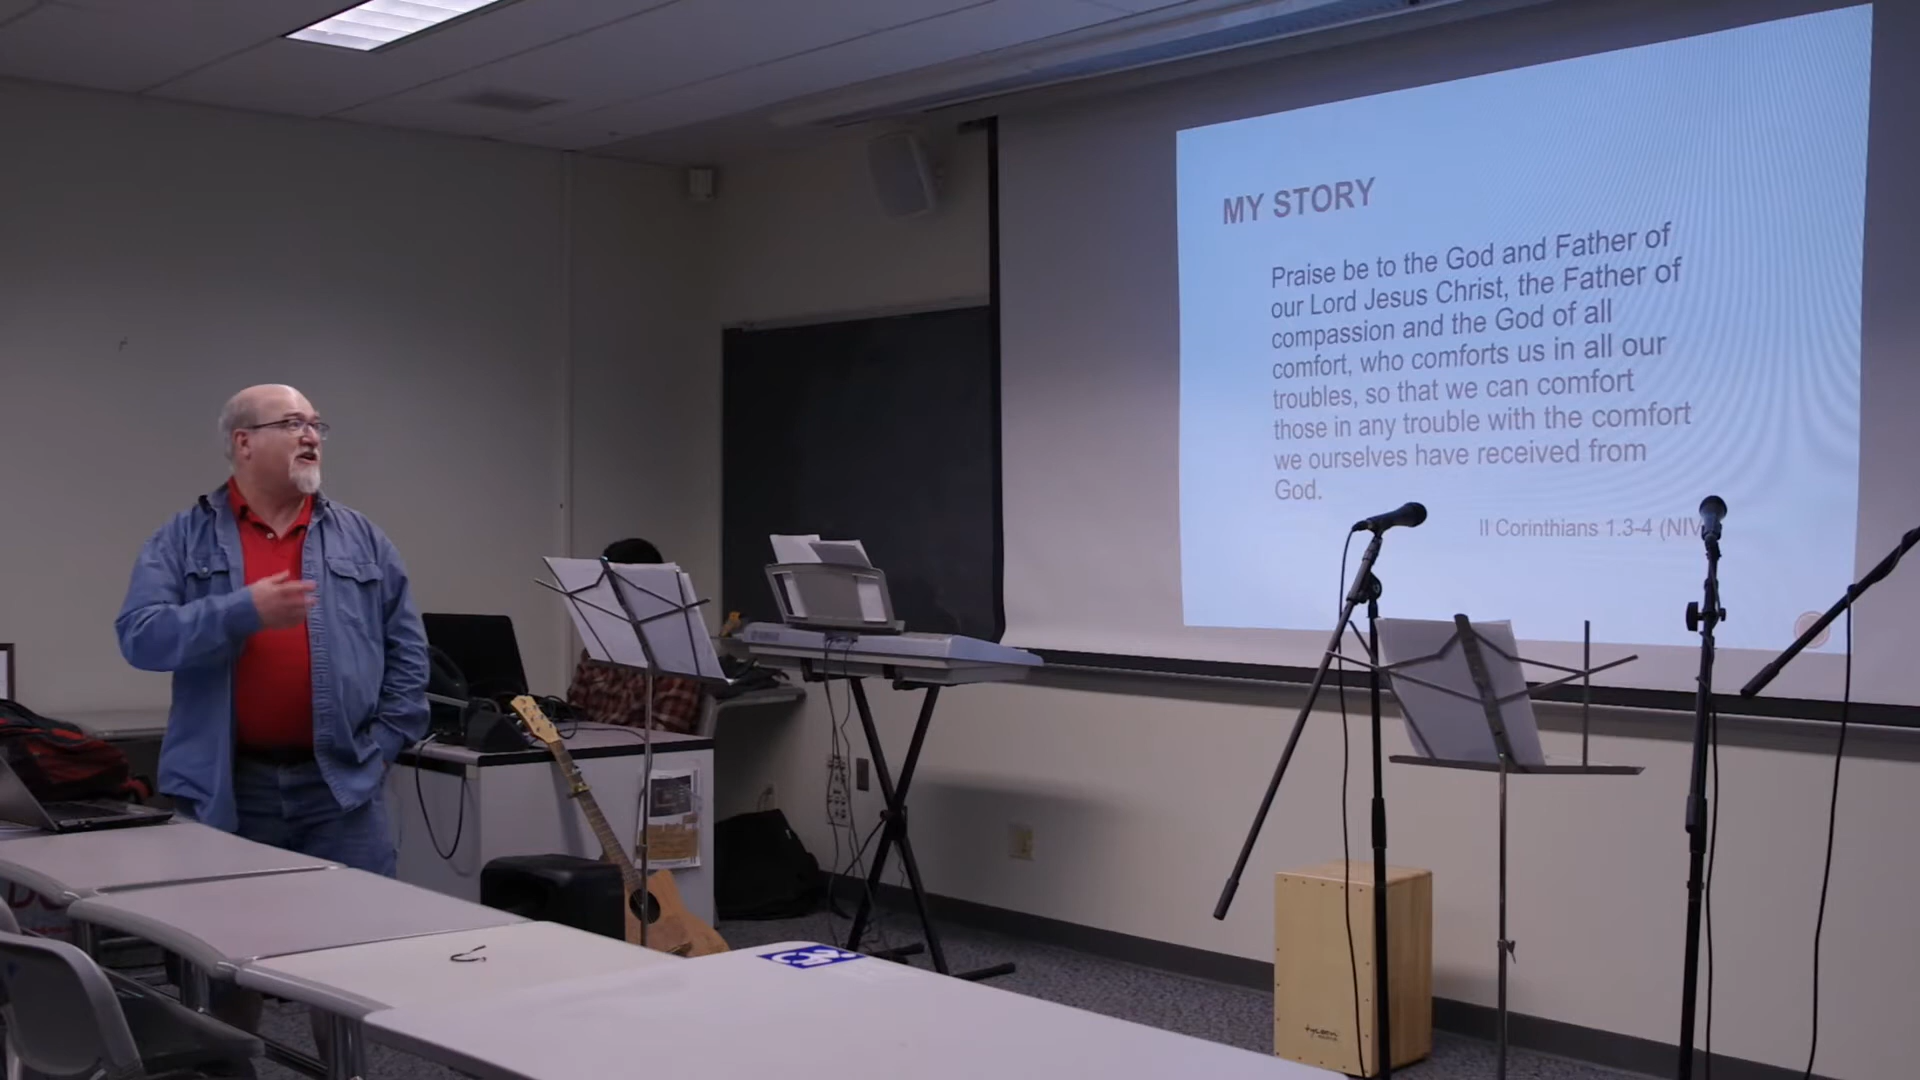 MY STORY
Praise be to the God and Father of
our Lord Jesus Christ, the Father of
compassion and the God of all
comfort, who comforts us in all our
troubles, so that we can comfort
those in any trouble with the comfort
we ourselves have received from
God.
II Corinthians 1.3-4 (NIV
YAMAHA
tycoon